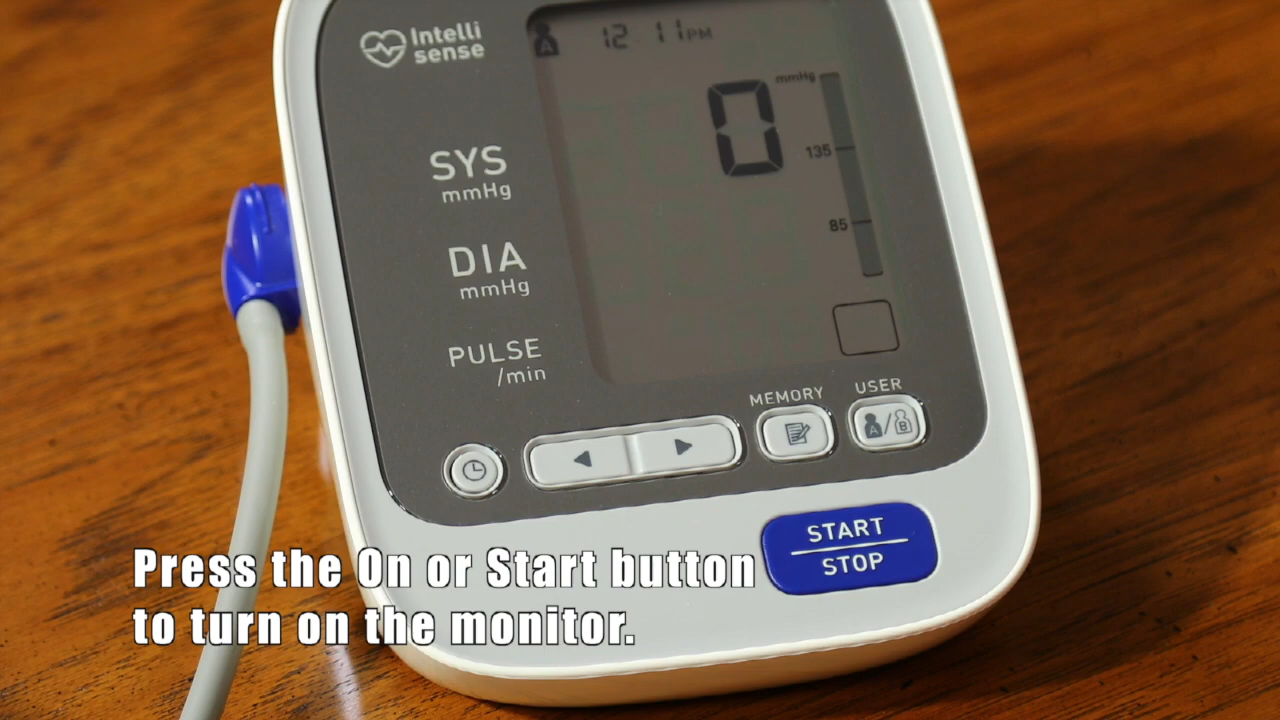 Intelli
sense
A
12 11PM
0
mmHg
135
85
SYS
mmHg
DIA
mmHg
PULSE
/min
MEMORY
USER
A/B
START
STOP
Press the On or Start button
to turn on the monitor.